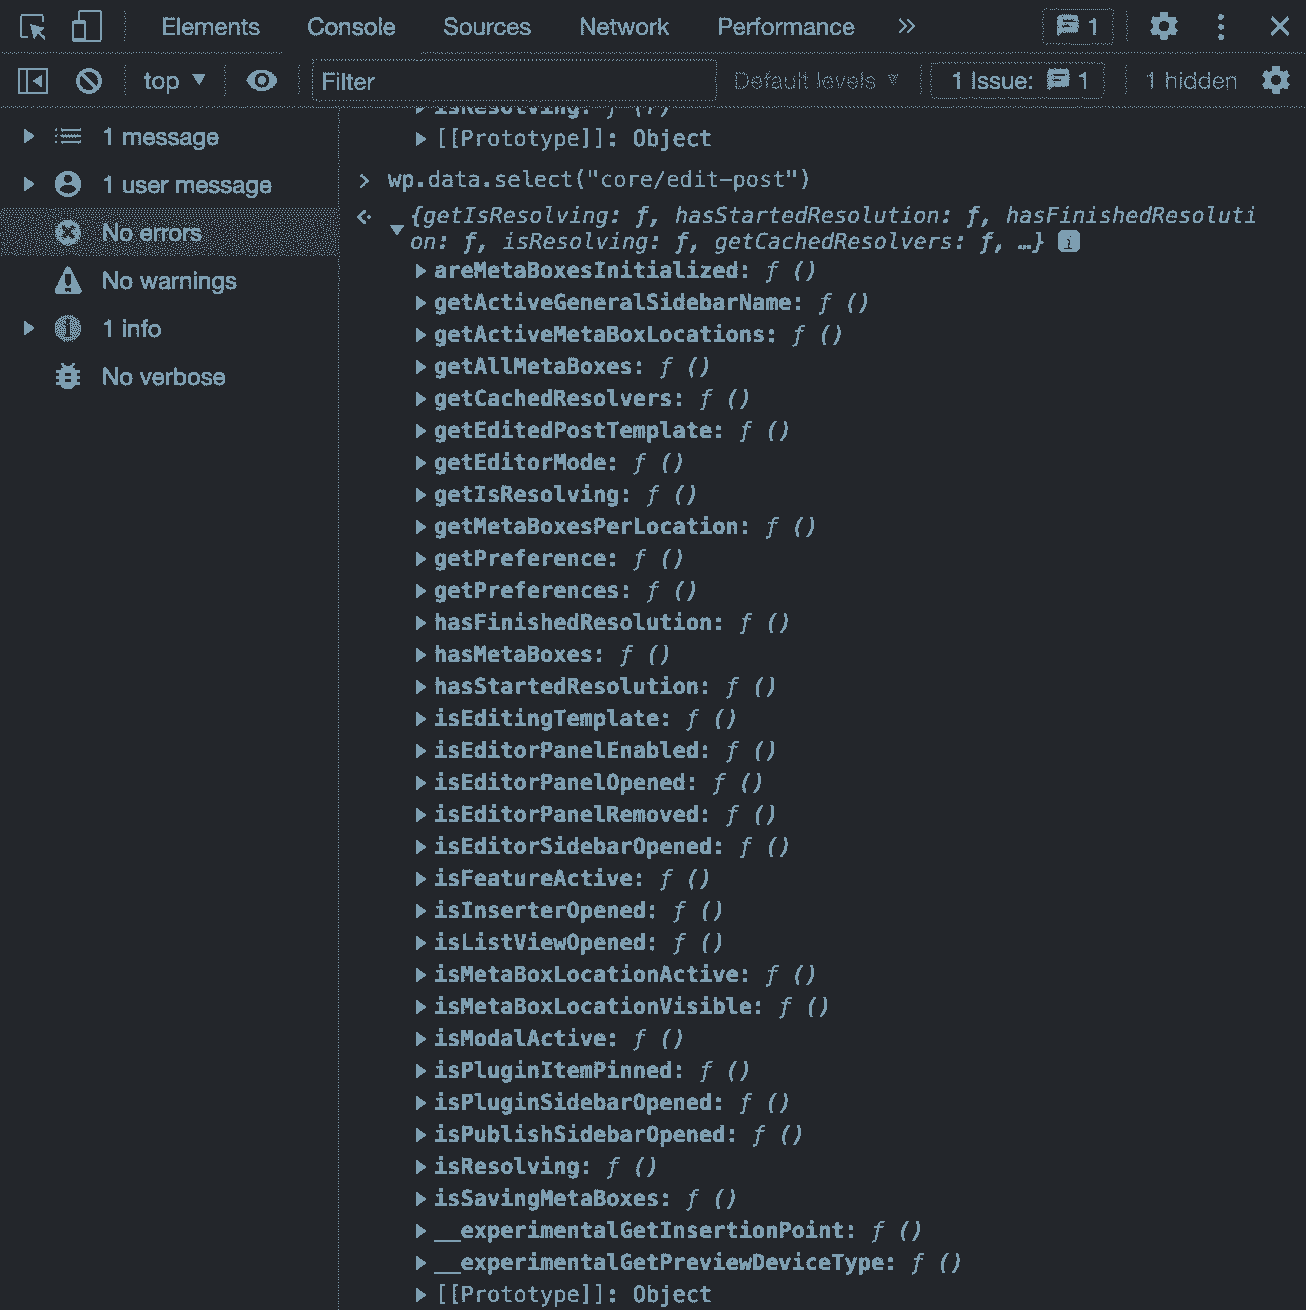 Elements Console Sources Network Performance » 1
top ▼ Filter Default levels ▼ 1 Issue: 1 1 hidden
1 message
1 user message
No errors
No warnings
1 info
No verbose
isResolving: ƒ (r)
[[Prototype]]: Object
> wp.data.select("core/edit-post")
{getIsResolving: ƒ, hasStartedResolution: ƒ, hasFinishedResoluti
on: ƒ, isResolving: ƒ, getCachedResolvers: ƒ, …} i
areMetaBoxesInitialized: ƒ ()
getActiveGeneralSidebarName: ƒ ()
getActiveMetaBoxLocations: ƒ ()
getAllMetaBoxes: ƒ ()
getCachedResolvers: ƒ ()
getEditedPostTemplate: ƒ ()
getEditorMode: ƒ ()
getIsResolving: ƒ ()
getMetaBoxesPerLocation: ƒ ()
getPreference: ƒ ()
getPreferences: ƒ ()
hasFinishedResolution: ƒ ()
hasMetaBoxes: ƒ ()
hasStartedResolution: ƒ ()
isEditingTemplate: ƒ ()
isEditorPanelEnabled: ƒ ()
isEditorPanelOpened: ƒ ()
isEditorPanelRemoved: ƒ ()
isEditorSidebarOpened: ƒ ()
isFeatureActive: ƒ ()
isInserterOpened: ƒ ()
isListViewOpened: ƒ ()
isMetaBoxLocationActive: ƒ ()
isMetaBoxLocationVisible: ƒ ()
isModalActive: ƒ ()
isPluginItemPinned: ƒ ()
isPluginSidebarOpened: ƒ ()
isPublishSidebarOpened: ƒ ()
isResolving: ƒ ()
isSavingMetaBoxes: ƒ ()
__experimentalGetInsertionPoint: ƒ ()
__experimentalGetPreviewDeviceType: ƒ ()
[[Prototype]]: Object